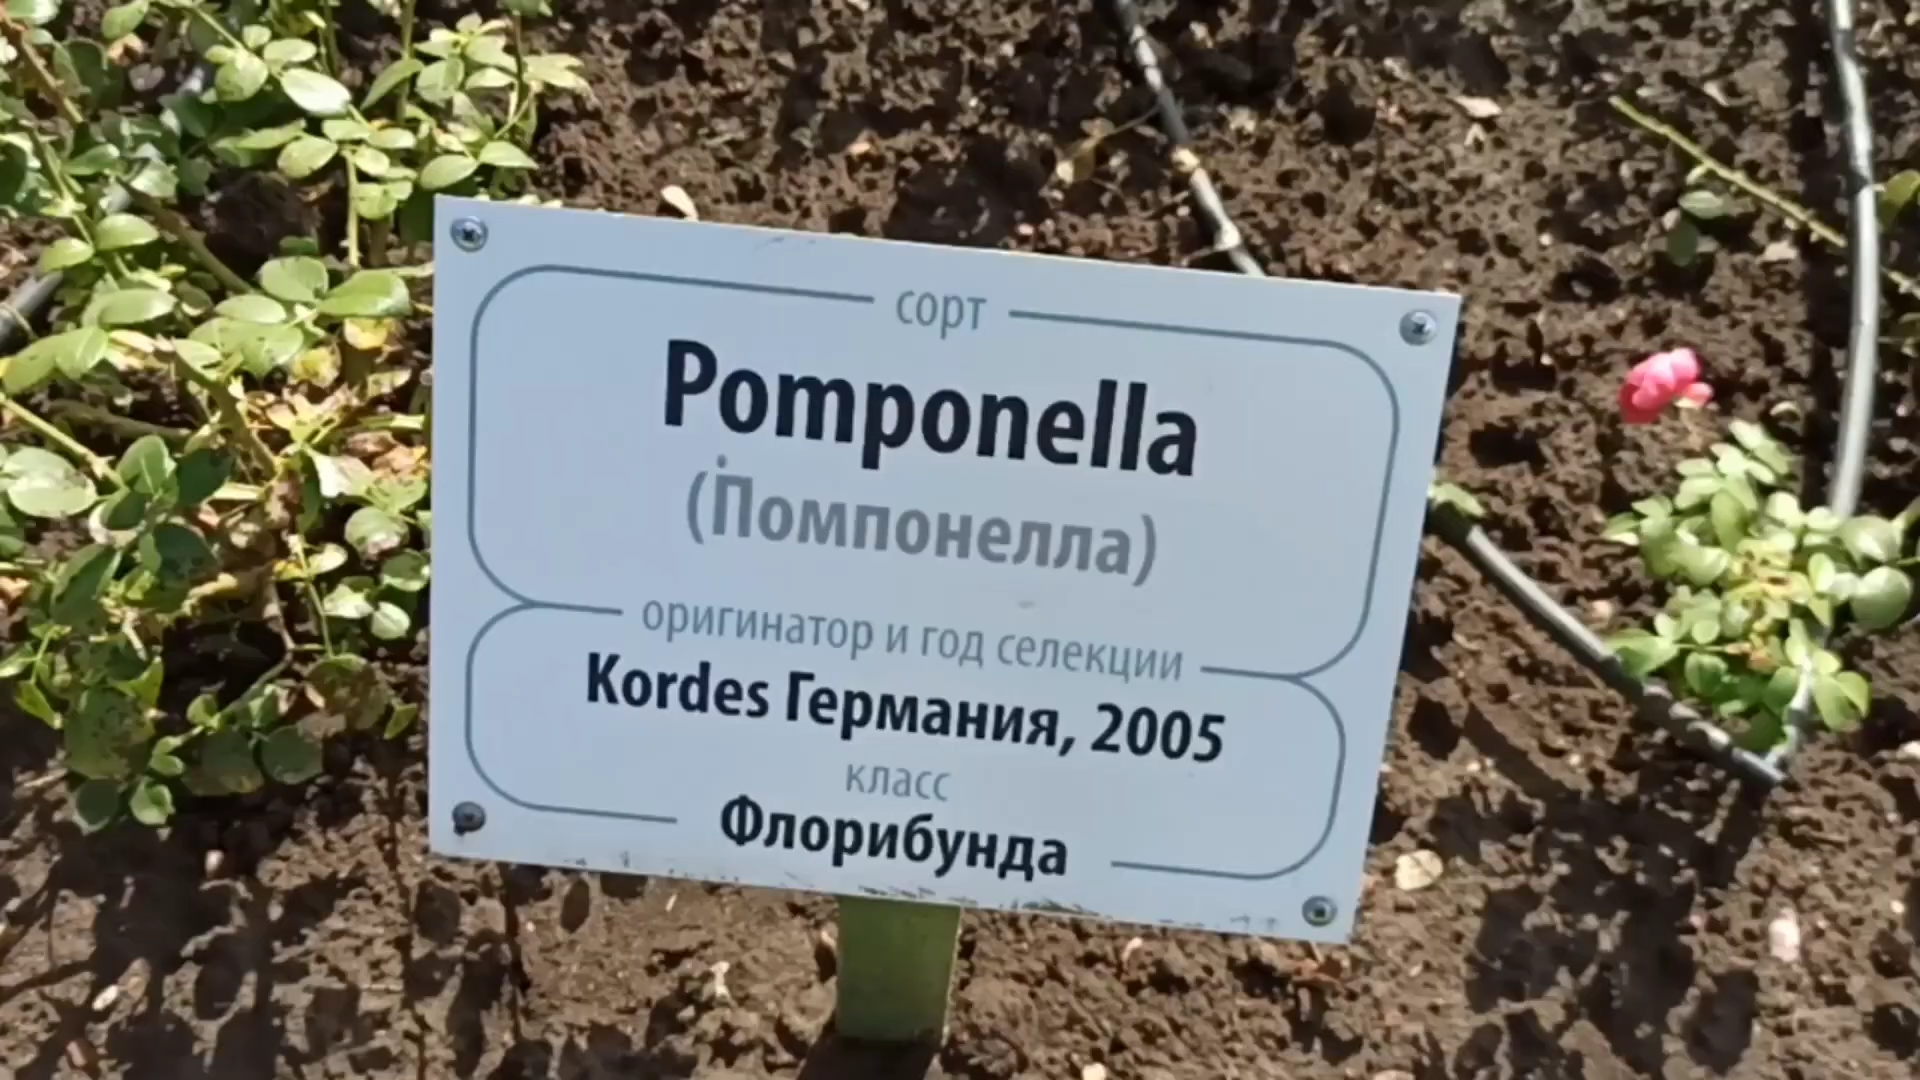 сорт
Pomponella
(Помпонелла)
оригинатор и год селекции
Kordes Германия, 2005
класс
Флорибунда